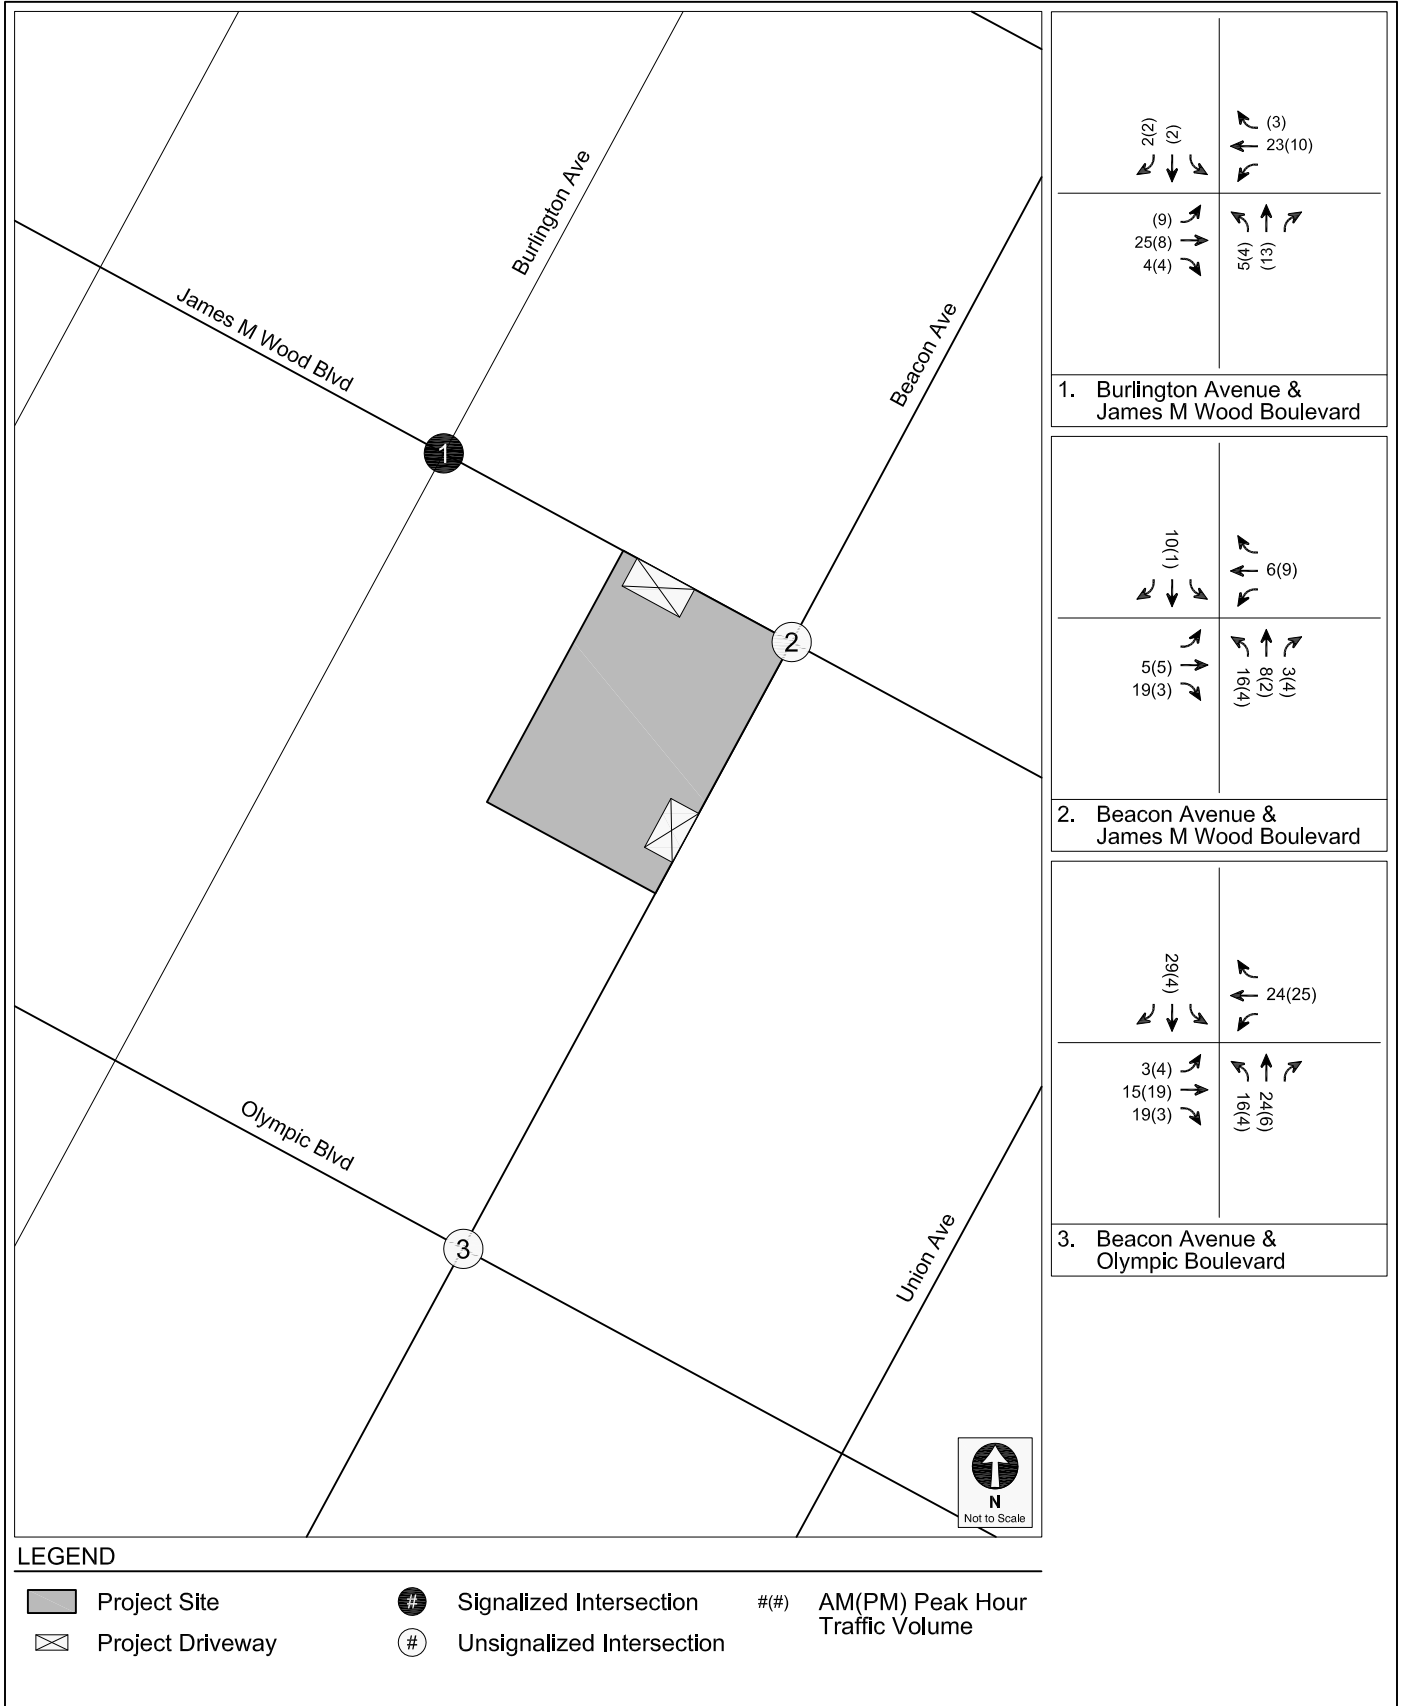 Burlington Ave
James M Wood Blvd
Beacon Ave
1
2
Olympic Blvd
3
Union Ave
N
Not to Scale
2(2)
(2)
(3)
23(10)
(9)
25(8)
4(4)
5(4)
(13)
1. Burlington Avenue &
James M Wood Boulevard
10(1)
6(9)
5(5)
19(3)
16(4)
8(2)
3(4)
2. Beacon Avenue &
James M Wood Boulevard
29(4)
24(25)
3(4)
15(19)
19(3)
16(4)
24(6)
3. Beacon Avenue &
Olympic Boulevard
LEGEND
Project Site
# Signalized Intersection
#(#) AM(PM) Peak Hour
Traffic Volume
Project Driveway
# Unsignalized Intersection